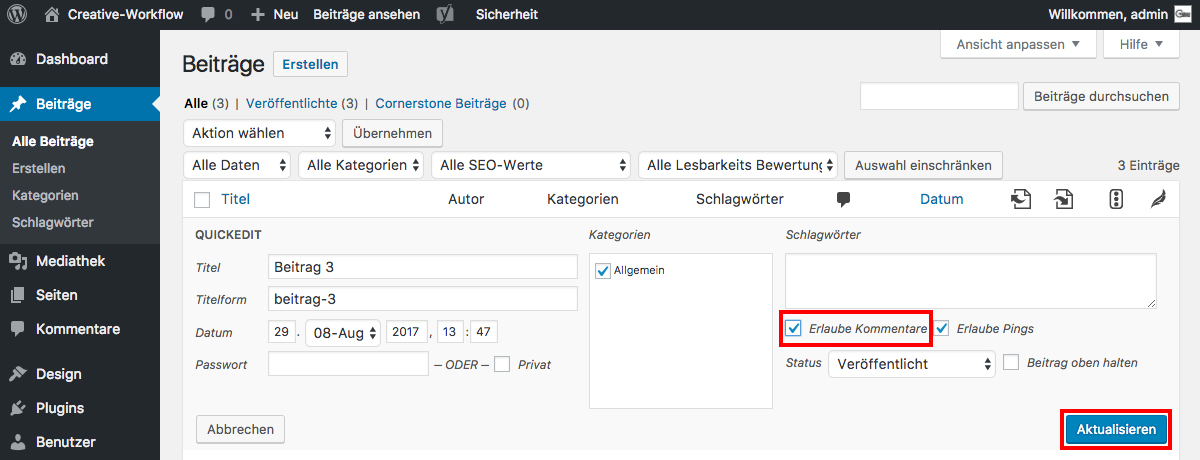 Creative-Workflow 0 Neu Beiträge ansehen Sicherheit Willkommen, admin
Ansicht anpassen Hilfe
Dashboard
Beiträge
Alle Beiträge
Erstellen
Kategorien
Schlagwörter
Mediathek
Seiten
Kommentare
Design
Plugins
Benutzer
Beiträge Erstellen
Alle (3) | Veröffentlichte (3) | Cornerstone Beiträge (0)
Beiträge durchsuchen
Aktion wählen Übernehmen
Alle Daten Alle Kategorien Alle SEO-Werte Alle Lesbarkeits Bewertung Auswahl einschränken 3 Einträge
Titel Autor Kategorien Schlagwörter Datum
QUICKEDIT Kategorien Schlagwörter
Titel Beitrag 3 Allgemein
Titelform beitrag-3
Datum 29. 08-Aug 2017, 13:47 Erlaube Kommentare Erlaube Pings
Passwort – ODER – Privat Status Veröffentlicht Beitrag oben halten
Abbrechen Aktualisieren